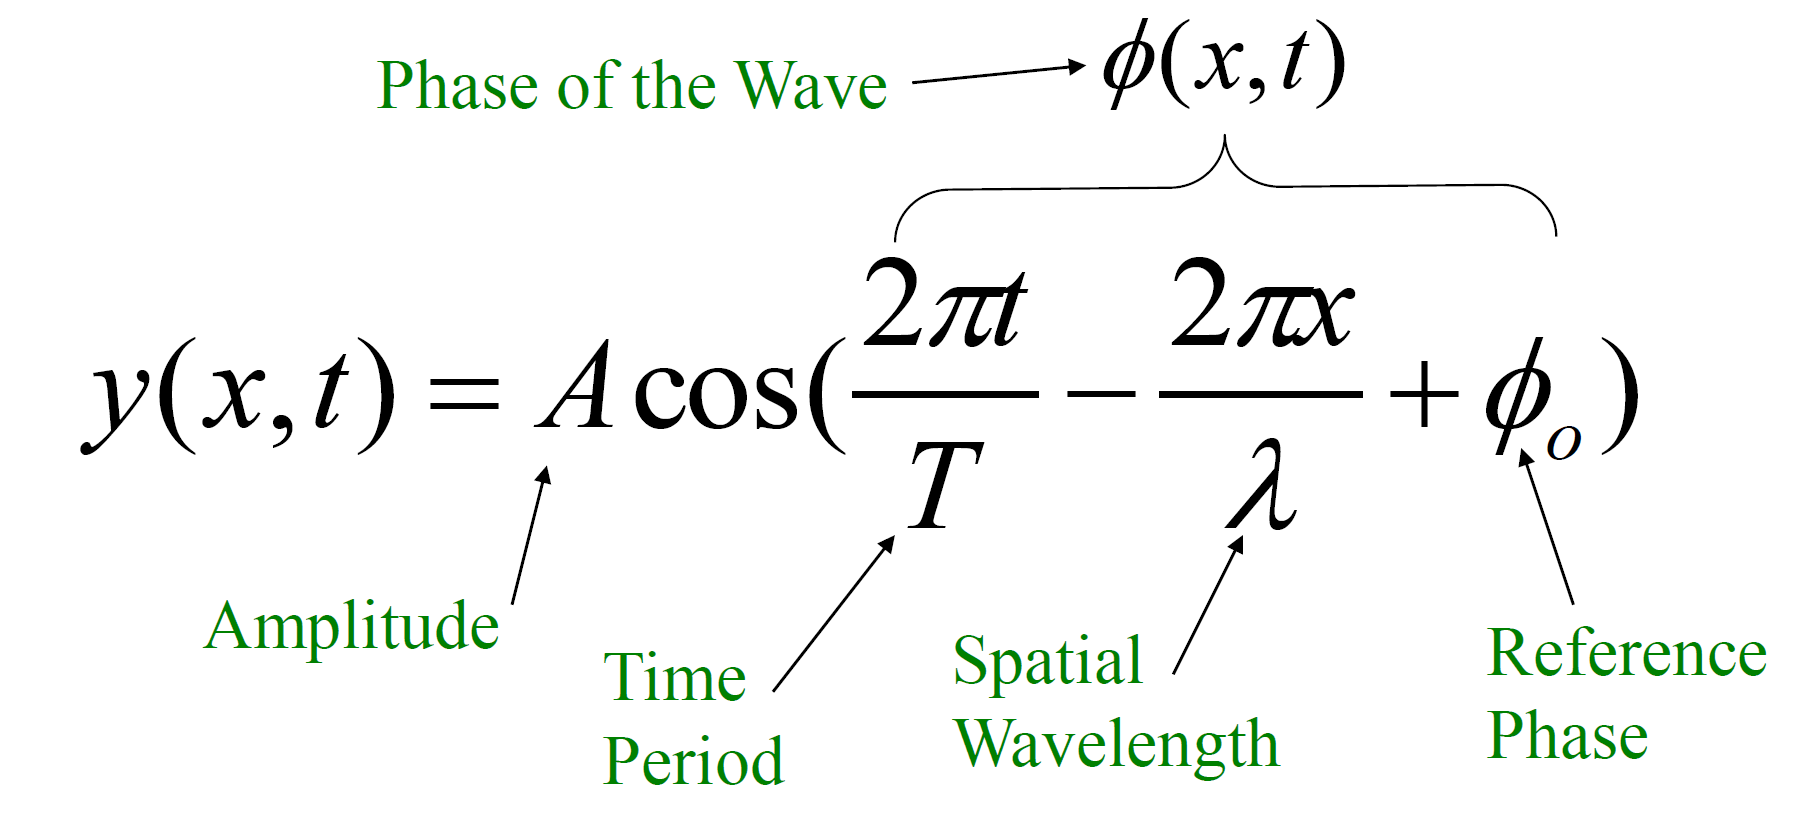 Phase of the Wave
ϕ(x,t)
y(x,t) = A cos(2πt/T − 2πx/λ + ϕₒ)
Amplitude
Time
Period
Spatial
Wavelength
Reference
Phase